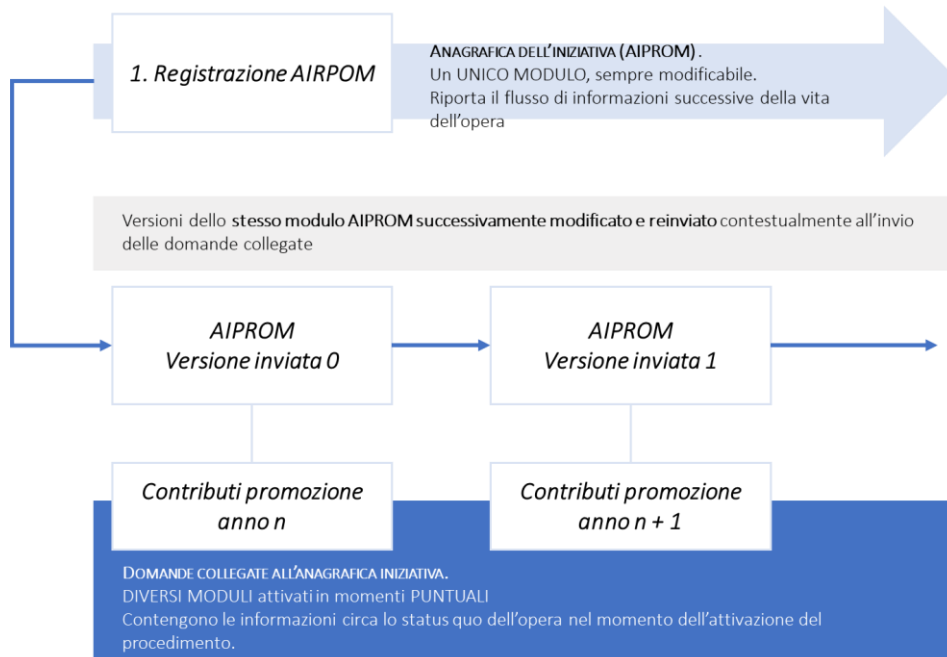 1. Registrazione AIRPOM
ANAGRAFICA DELL'INIZIATIVA (AIPROM).
Un UNICO MODULO, sempre modificabile.
Riporta il flusso di informazioni successive della vita
dell'opera
Versioni dello stesso modulo AIPROM successivamente modificato e reinviato contestualmente all'invio
delle domande collegate
AIPROM
Versione inviata 0
AIPROM
Versione inviata 1
Contributi promozione
anno n
Contributi promozione
anno n + 1
DOMANDE COLLEGATE ALL'ANAGRAFICA INIZIATIVA.
DIVERSI MODULI attivati in momenti PUNTUALI
Contengono le informazioni circa lo status quo dell'opera nel momento dell'attivazione del
procedimento.